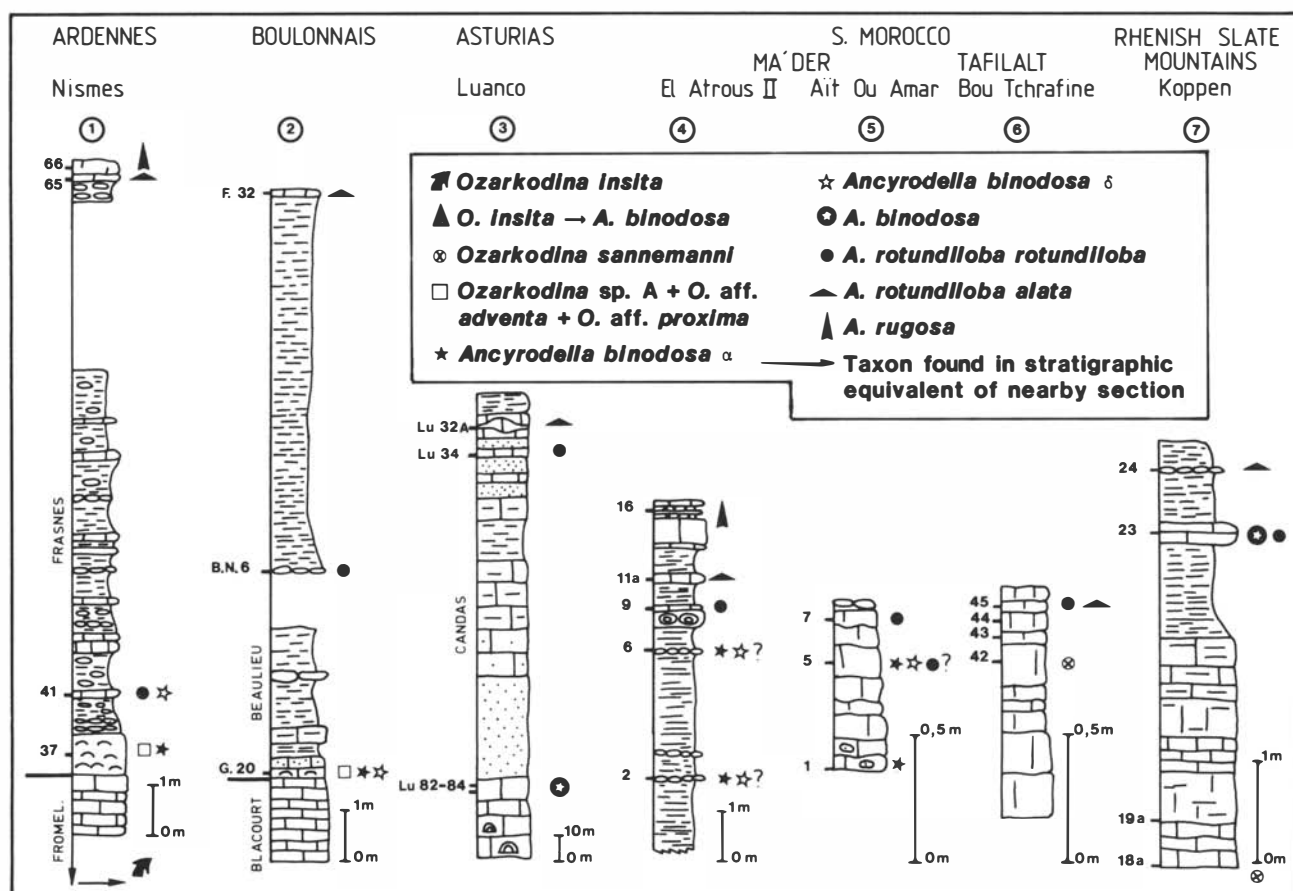 ARDENNES BOULONNAIS ASTURIAS S. MOROCCO RHENISH SLATE
MA'DER TAFILALT MOUNTAINS
Nismes Luanco El Atrous II Aït Ou Amar Bou Tchrafine Koppen
1 2 3 4 5 6 7
Ozarkodina insita
O. insita → A. binodosa
Ozarkodina sannemanni
Ozarkodina sp. A + O. aff.
adventa + O. aff. proxima
Ancyrodella binodosa α
Ancyrodella binodosa δ
A. binodosa
A. rotundiloba rotundiloba
A. rotundiloba alata
A. rugosa
Taxon found in stratigraphic
equivalent of nearby section
66
65
41
37
FRASNES
FROMEL.
1m
0m
F. 32
B.N.6
G. 20
BEAULIEU
BLACOURT
1m
0m
Lu 32A
Lu 34
Lu 82-84
CANDAS
10m
0m
16
11a
9
6
?
2
?
1m
0m
7
5
?
1
0,5m
0m
45
44
43
42
0,5m
0m
24
23
19a
18a
1m
0m